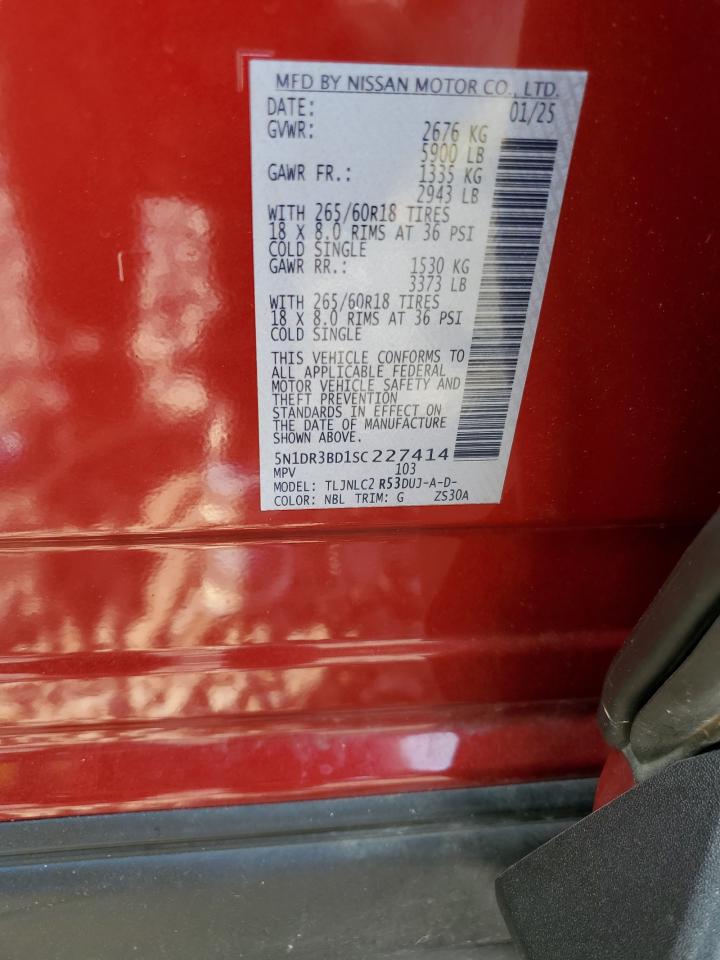 MFD BY NISSAN MOTOR CO., LTD.
DATE: 01/25
GVWR: 2676 KG
5900 LB
GAWR FR.: 1335 KG
2943 LB
WITH 265/60R18 TIRES
18 X 8.0 RIMS AT 36 PSI
COLD SINGLE
GAWR RR.: 1530 KG
3373 LB
WITH 265/60R18 TIRES
18 X 8.0 RIMS AT 36 PSI
COLD SINGLE
THIS VEHICLE CONFORMS TO
ALL APPLICABLE FEDERAL
MOTOR VEHICLE SAFETY AND
THEFT PREVENTION
STANDARDS IN EFFECT ON
THE DATE OF MANUFACTURE
SHOWN ABOVE.
5N1DR3BD1SC227414
MPV 103
MODEL: TLJNLC2 R53DUJ-A-D-
COLOR: NBL TRIM: G ZS30A